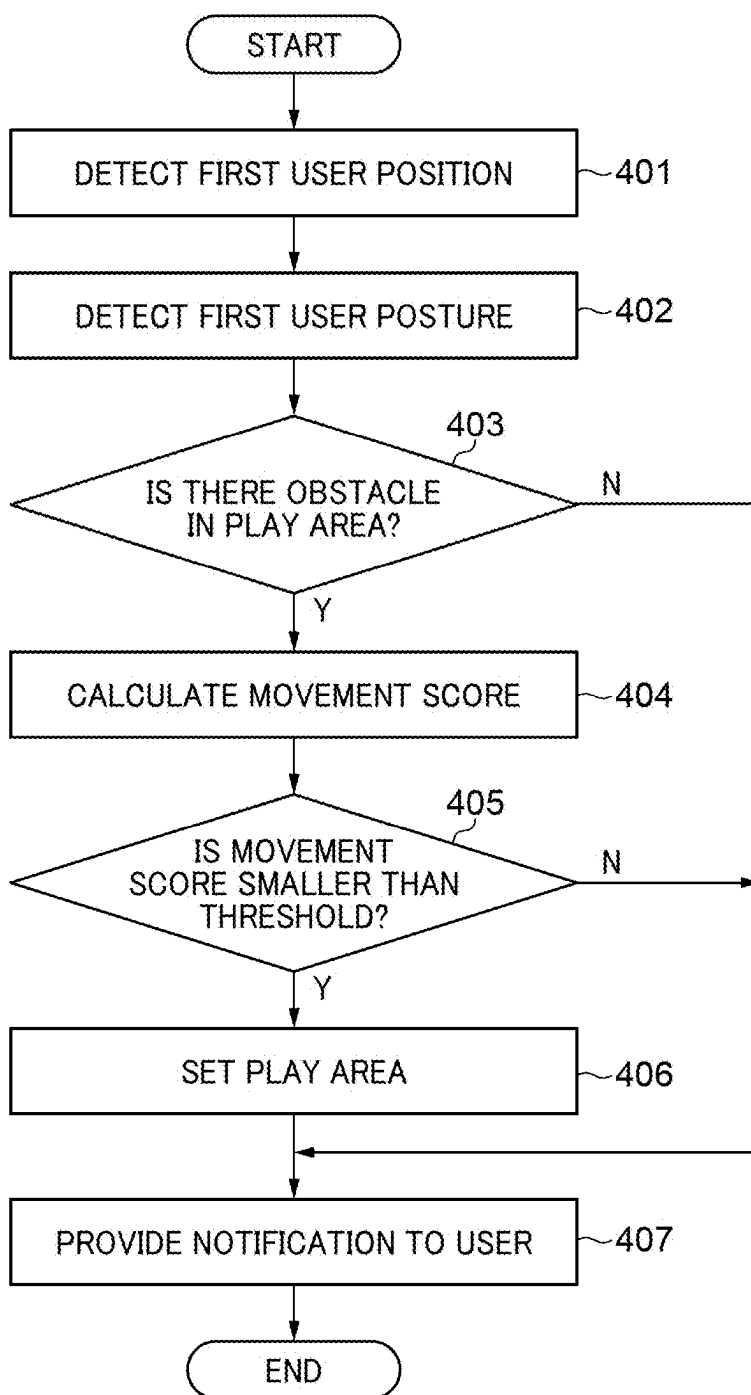 START
DETECT FIRST USER POSITION
401
DETECT FIRST USER POSTURE
402
403
IS THERE OBSTACLE
IN PLAY AREA?
N
Y
CALCULATE MOVEMENT SCORE
404
405
IS MOVEMENT
SCORE SMALLER THAN
THRESHOLD?
N
Y
SET PLAY AREA
406
PROVIDE NOTIFICATION TO USER
407
END